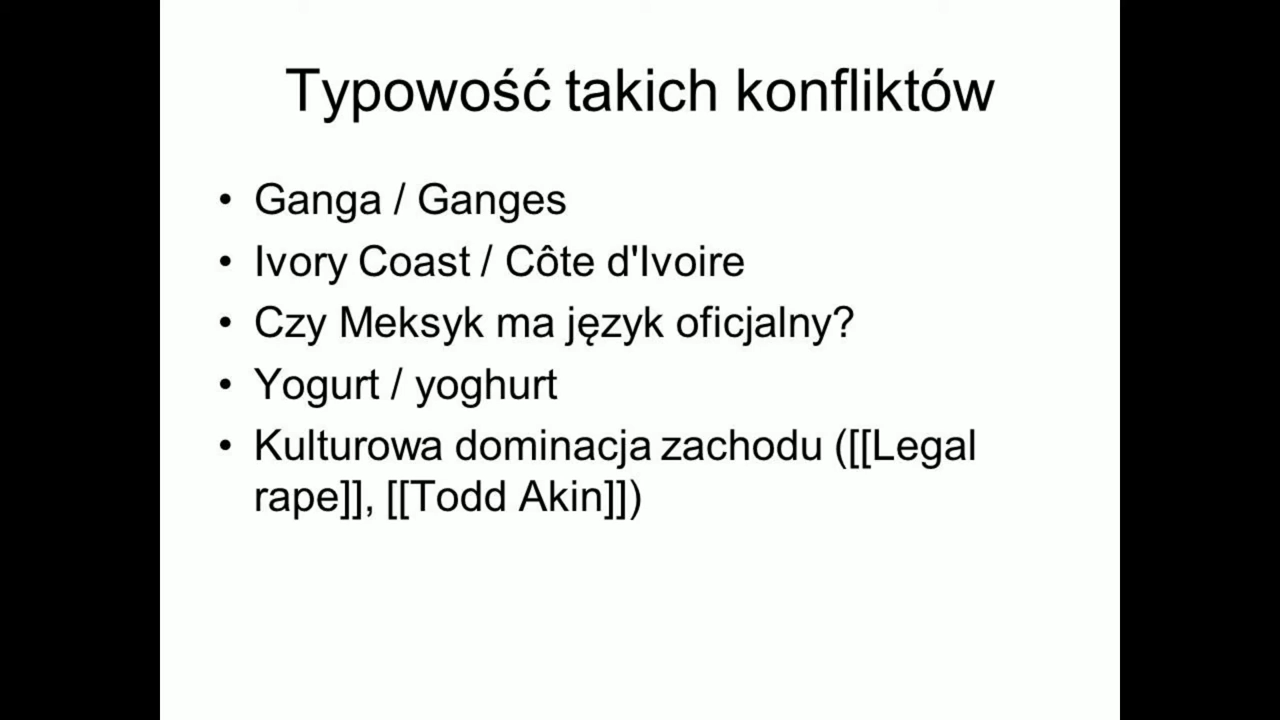 Typowość takich konfliktów
• Ganga / Ganges
• Ivory Coast / Côte d'Ivoire
• Czy Meksyk ma język oficjalny?
• Yogurt / yoghurt
• Kulturowa dominacja zachodu ([[Legal
rape]], [[Todd Akin]])